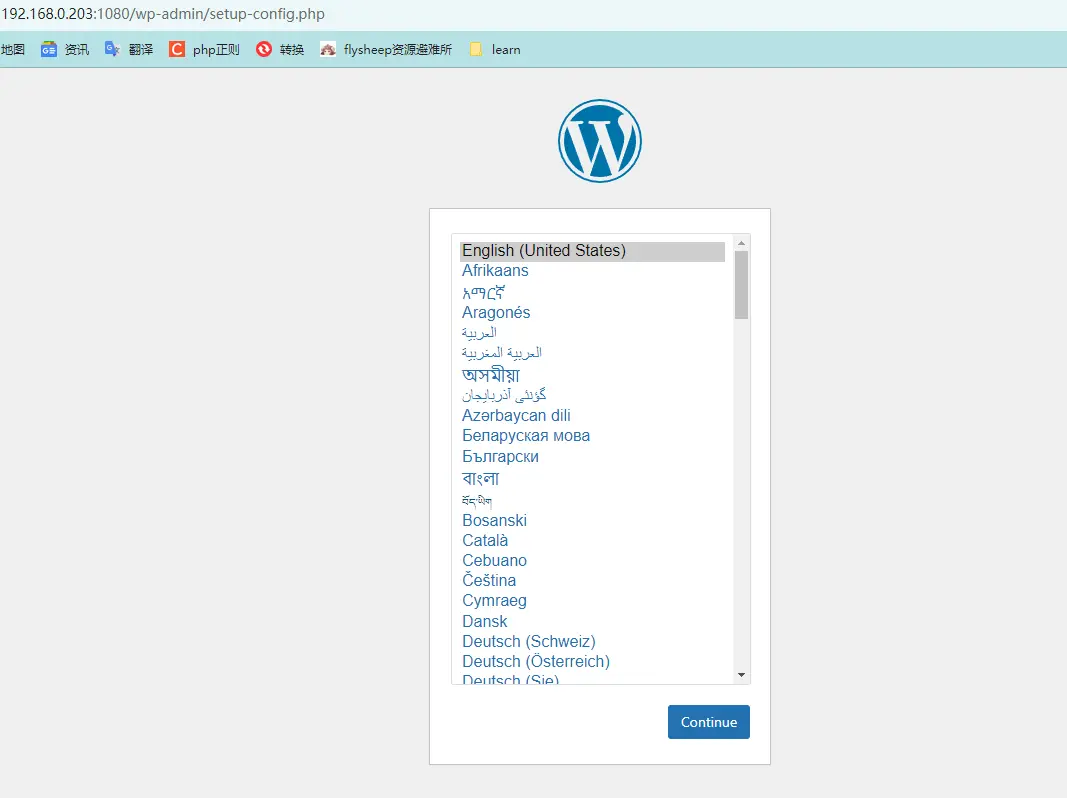 192.168.0.203:1080/wp-admin/setup-config.php
地图 资讯 翻译 php正则 转换 flysheep资源避难所 learn
English (United States)
Afrikaans
አማርኛ
Aragonés
العربية
العربية المغربية
অসমীয়া
گؤنئی آذربایجان
Azərbaycan dili
Беларуская мова
Български
বাংলা
བོད་ཡིག
Bosanski
Català
Cebuano
Čeština
Cymraeg
Dansk
Deutsch (Schweiz)
Deutsch (Österreich)
Deutsch (Sie)
Continue